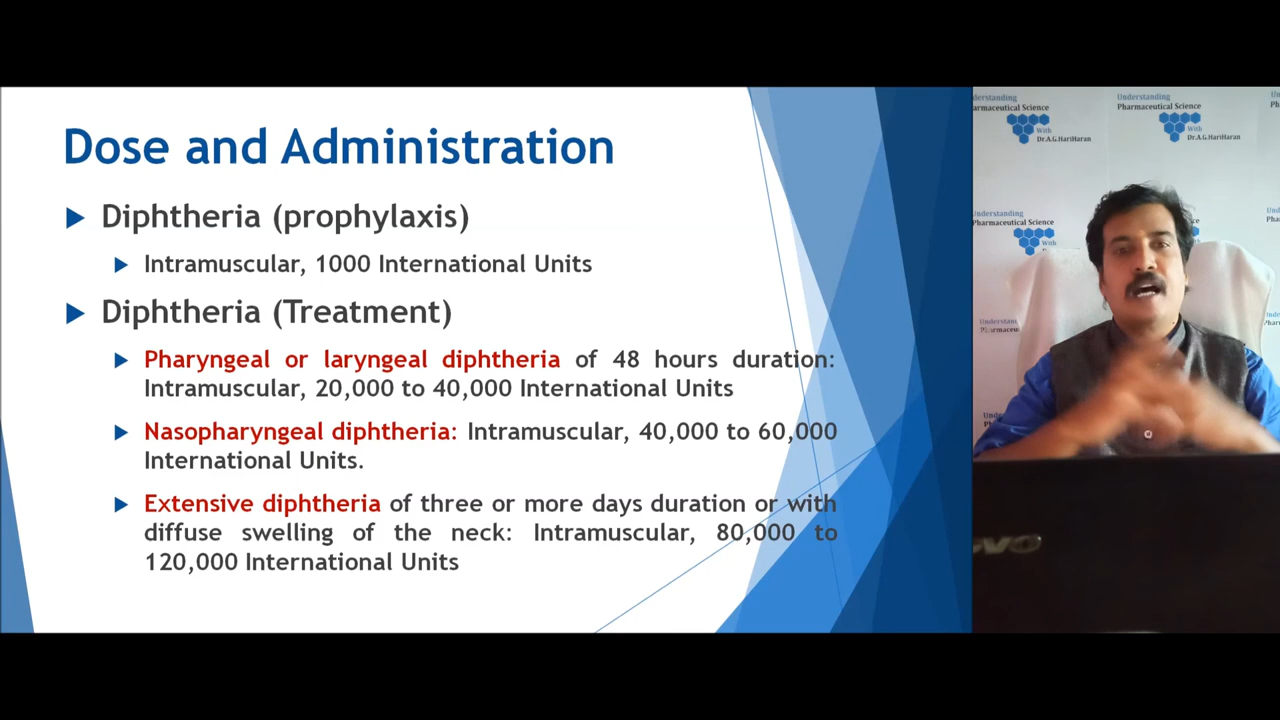 Dose and Administration
Diphtheria (prophylaxis)
Intramuscular, 1000 International Units
Diphtheria (Treatment)
Pharyngeal or laryngeal diphtheria of 48 hours duration:
Intramuscular, 20,000 to 40,000 International Units
Nasopharyngeal diphtheria: Intramuscular, 40,000 to 60,000
International Units.
Extensive diphtheria of three or more days duration or with
diffuse swelling of the neck: Intramuscular, 80,000 to
120,000 International Units
Understanding
Pharmaceutical Science
With
Dr.A.G.HariHaran
Understanding
Pharmaceutical Science
With
Dr.A.G.HariHaran
Understanding
Pharmaceutical Science
With